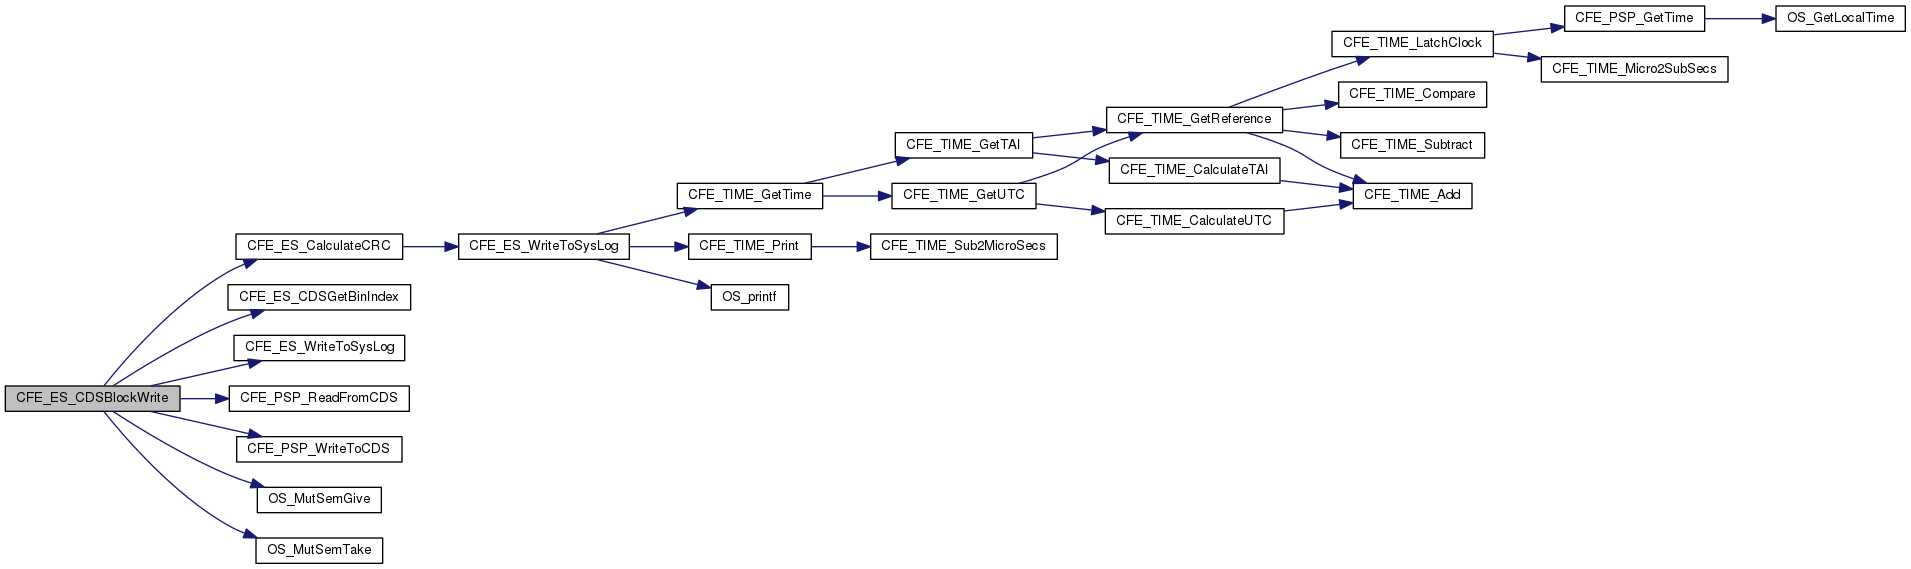 CFE_PSP_GetTime
OS_GetLocalTime
CFE_TIME_LatchClock
CFE_TIME_Micro2SubSecs
CFE_TIME_Compare
CFE_TIME_GetReference
CFE_TIME_GetTAI
CFE_TIME_Subtract
CFE_TIME_CalculateTAI
CFE_TIME_GetTime
CFE_TIME_GetUTC
CFE_TIME_Add
CFE_TIME_CalculateUTC
CFE_ES_CalculateCRC
CFE_ES_WriteToSysLog
CFE_TIME_Print
CFE_TIME_Sub2MicroSecs
CFE_ES_CDSGetBinIndex
OS_printf
CFE_ES_WriteToSysLog
CFE_ES_CDSBlockWrite
CFE_PSP_ReadFromCDS
CFE_PSP_WriteToCDS
OS_MutSemGive
OS_MutSemTake